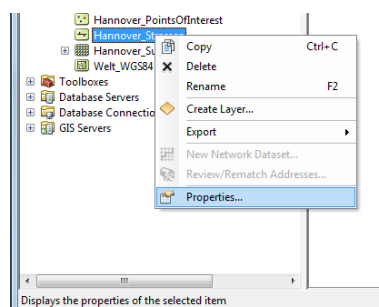 Hannover_PointsOfInterest
Hannover_Strassen
Hannover_Su
Welt_WGS84
Toolboxes
Database Servers
Database Connectio
GIS Servers
Copy Ctrl+C
Delete
Rename F2
Create Layer...
Export
New Network Dataset...
Review/Rematch Addresses...
Properties...
Displays the properties of the selected item